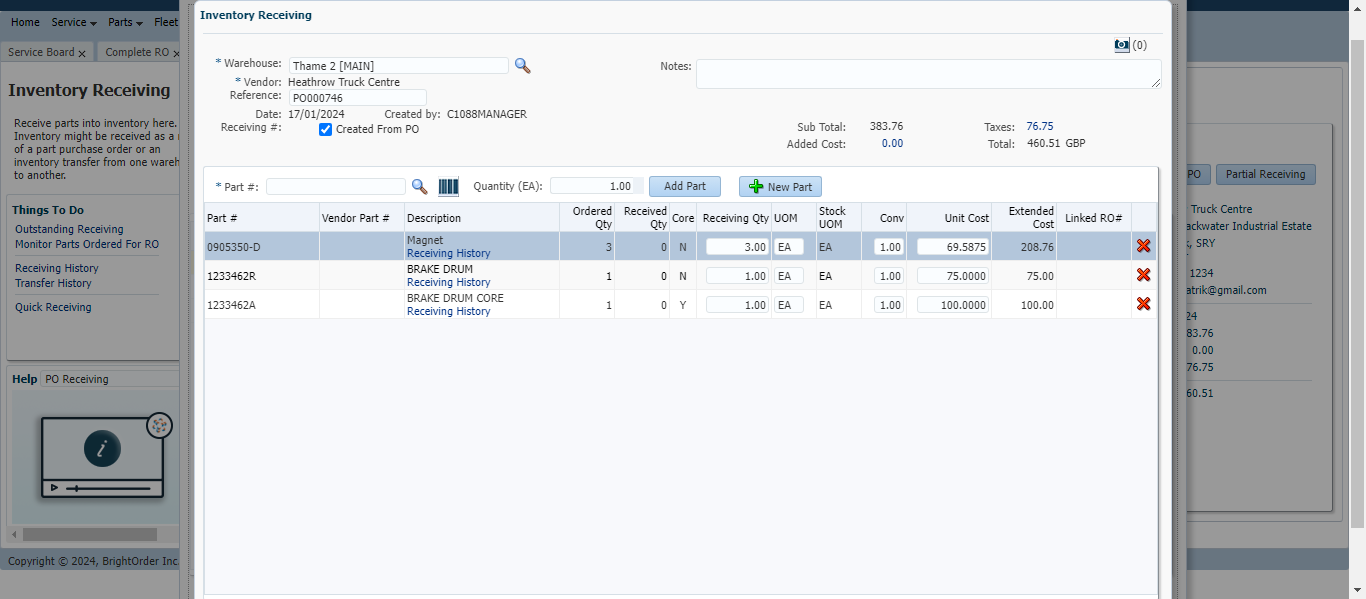 Home Service Parts Fleet
Service Board x Complete RO x
Inventory Receiving
Receive parts into inventory here.
Inventory might be received as a
of a part purchase order or an
inventory transfer from one
to another.
Things To Do
Outstanding Receiving
Monitor Parts Ordered For RO
Receiving History
Transfer History
Quick Receiving
Help PO Receiving
i
Copyright © 2024, BrightOrder Inc
Inventory Receiving
(0)
* Warehouse: Thame 2 [MAIN]
Notes:
* Vendor: Heathrow Truck Centre
Reference: PO000746
Date: 17/01/2024 Created by: C1088MANAGER
Receiving #: Created From PO
Sub Total: 383.76 Taxes: 76.75
Added Cost: 0.00 Total: 460.51 GBP
* Part #: Quantity (EA): 1.00 Add Part New Part
Part # Vendor Part # Description Ordered Qty Received Qty Core Receiving Qty UOM Stock UOM Conv Unit Cost Extended Cost Linked RO#
0905350-D Magnet 3 0 N 3.00 EA EA 1.00 69.5875 208.76
Receiving History
1233462R BRAKE DRUM 1 0 N 1.00 EA EA 1.00 75.0000 75.00
Receiving History
1233462A BRAKE DRUM CORE 1 0 Y 1.00 EA EA 1.00 100.0000 100.00
Receiving History
PO Partial Receiving
Truck Centre
ackwater Industrial Estate
, SRY
1234
atrik@gmail.com
24
83.76
0.00
76.75
60.51